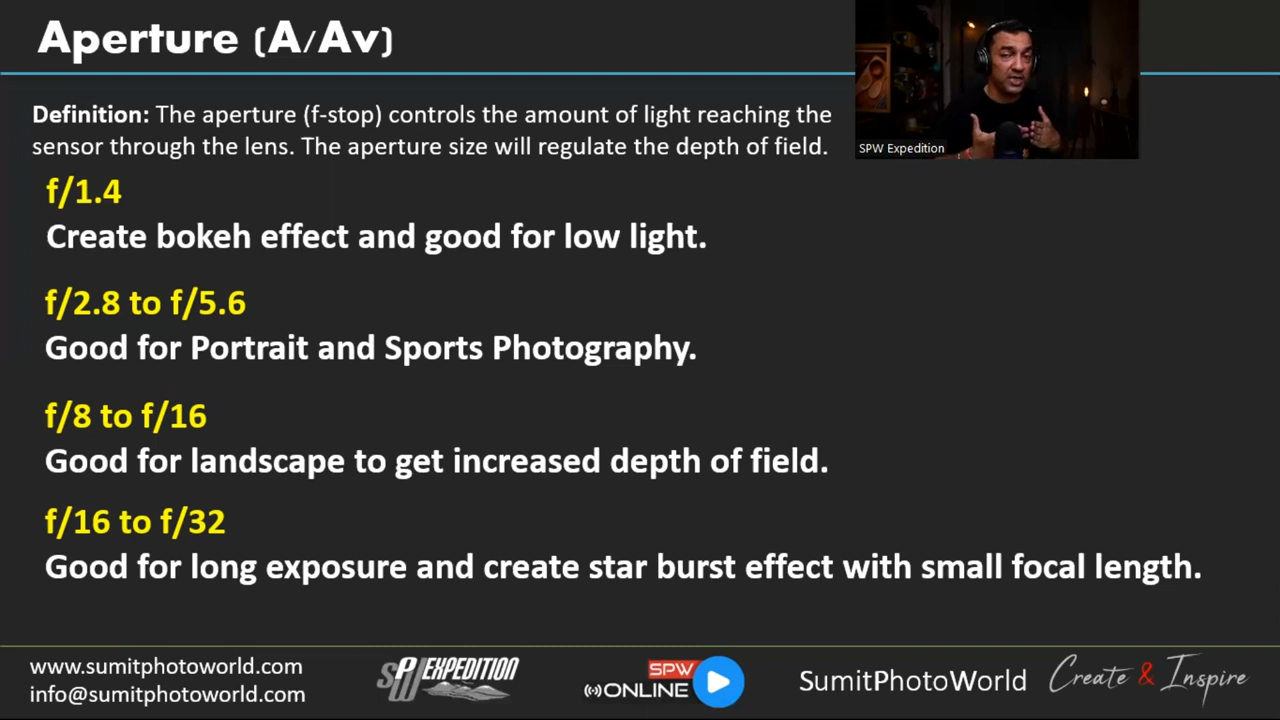 Aperture (A/Av)
SPW Expedition
Definition: The aperture (f-stop) controls the amount of light reaching the
sensor through the lens. The aperture size will regulate the depth of field.
f/1.4
Create bokeh effect and good for low light.
f/2.8 to f/5.6
Good for Portrait and Sports Photography.
f/8 to f/16
Good for landscape to get increased depth of field.
f/16 to f/32
Good for long exposure and create star burst effect with small focal length.
www.sumitphotoworld.com
info@sumitphotoworld.com
SPW EXPEDITION
SPW
ONLINE
SumitPhotoWorld
Create & Inspire